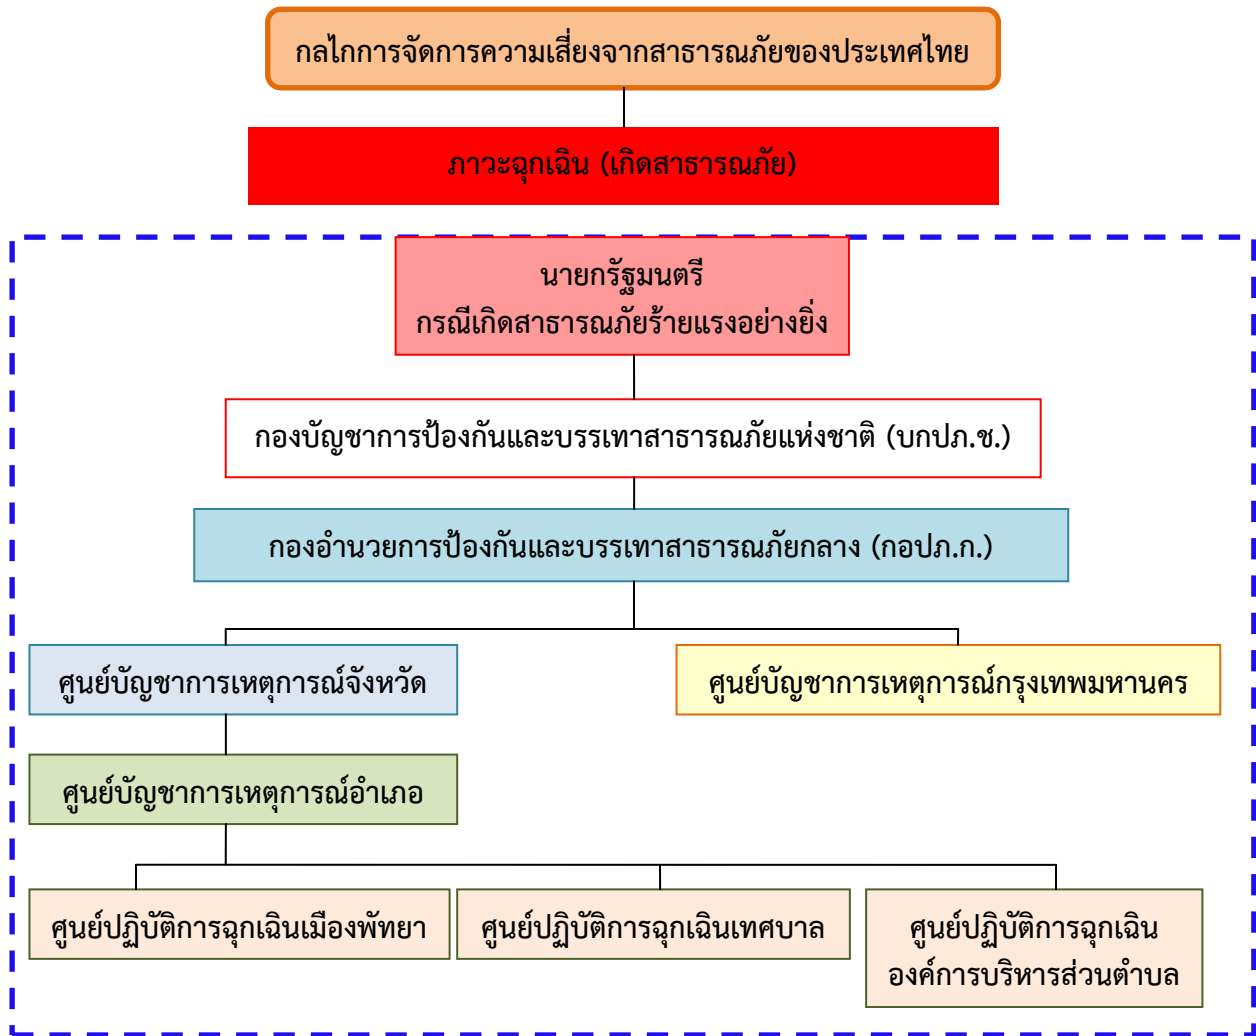 กลไกการจัดการความเสี่ยงจากสาธารณภัยของประเทศไทย
ภาวะฉุกเฉิน (เกิดสาธารณภัย)
นายกรัฐมนตรี
กรณีเกิดสาธารณภัยร้ายแรงอย่างยิ่ง
กองบัญชาการป้องกันและบรรเทาสาธารณภัยแห่งชาติ (บกปภ.ช.)
กองอำนวยการป้องกันและบรรเทาสาธารณภัยกลาง (กอปภ.ก.)
ศูนย์บัญชาการเหตุการณ์จังหวัด
ศูนย์บัญชาการเหตุการณ์กรุงเทพมหานคร
ศูนย์บัญชาการเหตุการณ์อำเภอ
ศูนย์ปฏิบัติการฉุกเฉินเมืองพัทยา
ศูนย์ปฏิบัติการฉุกเฉินเทศบาล
ศูนย์ปฏิบัติการฉุกเฉิน
องค์การบริหารส่วนตำบล